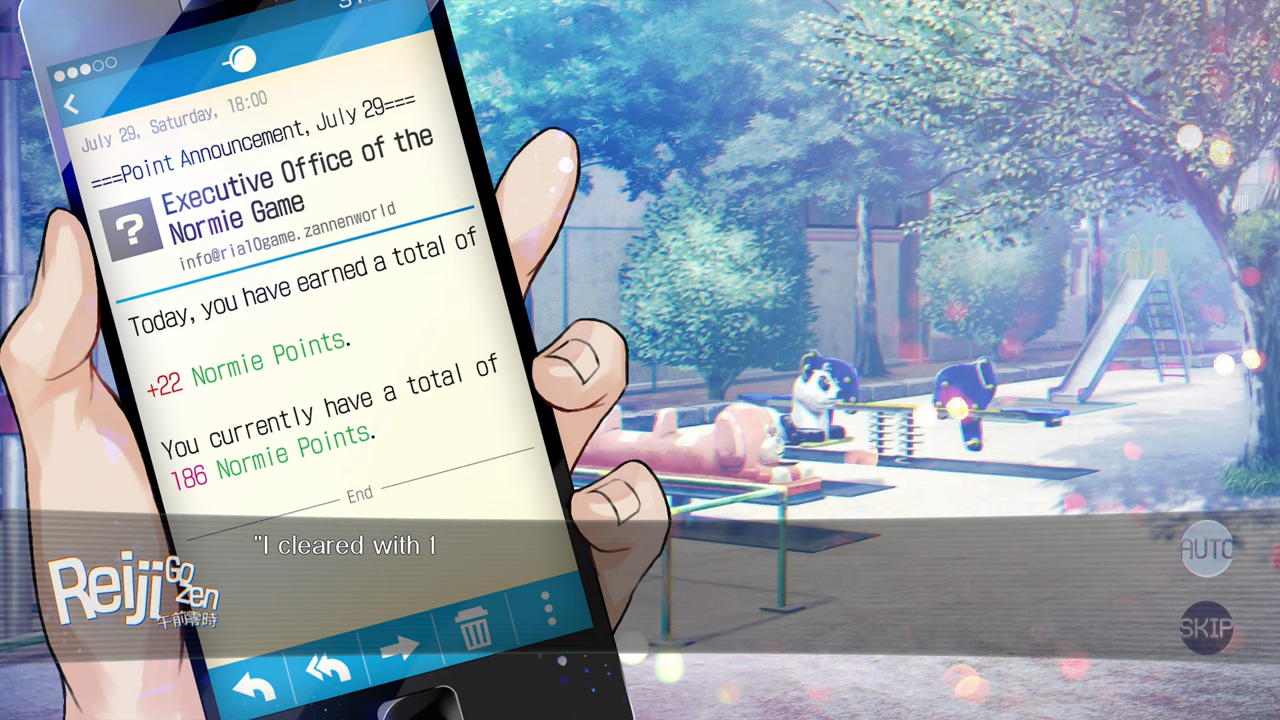 July 29, Saturday, 18:00
===Point Announcement, July 29===
?
Executive Office of the
Normie Game
info@rial0game.zannenworld
Today, you have earned a total of
+22 Normie Points.
You currently have a total of
186 Normie Points.
End
"I cleared with 1
Reiji Gozen
午前零時
AUTO
SKIP